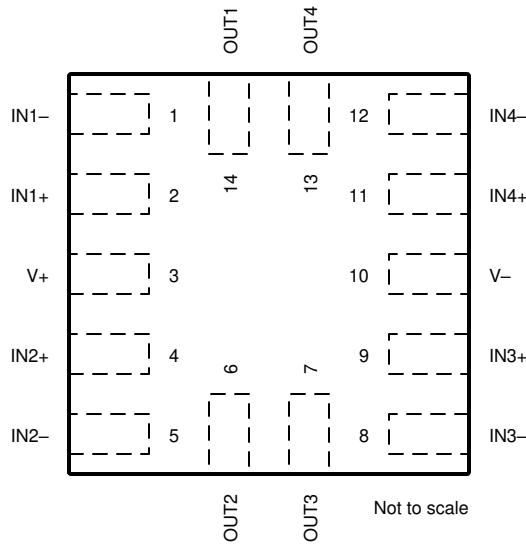 OUT1 OUT4
IN1– 1 12 IN4–
14 13
IN1+ 2 11 IN4+
V+ 3 10 V–
IN2+ 4 9 IN3+
6 7
IN2– 5 8 IN3–
OUT2 OUT3
Not to scale